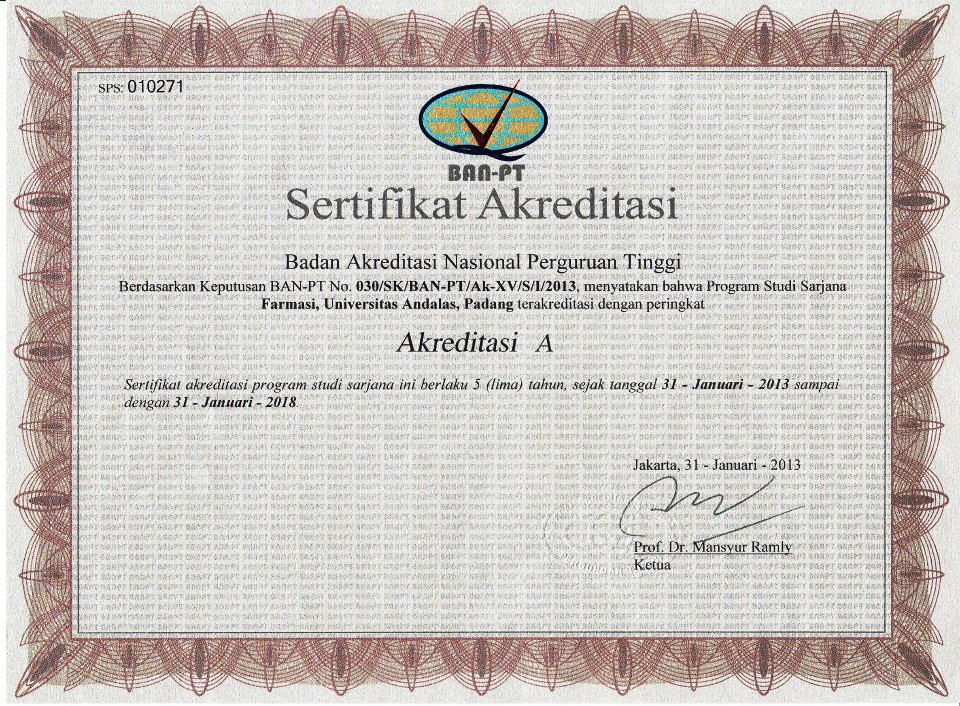 SPS: 010271
BAN-PT
Sertifikat Akreditasi
Badan Akreditasi Nasional Perguruan Tinggi
Berdasarkan Keputusan BAN-PT No. 030/SK/BAN-PT/Ak-XV/S/I/2013, menyatakan bahwa Program Studi Sarjana
Farmasi, Universitas Andalas, Padang terakreditasi dengan peringkat
Akreditasi A
Sertifikat akreditasi program studi sarjana ini berlaku 5 (lima) tahun, sejak tanggal 31 - Januari - 2013 sampai
dengan 31 - Januari - 2018.
Jakarta, 31 - Januari - 2013
Prof. Dr. Mansyur Ramly
Ketua